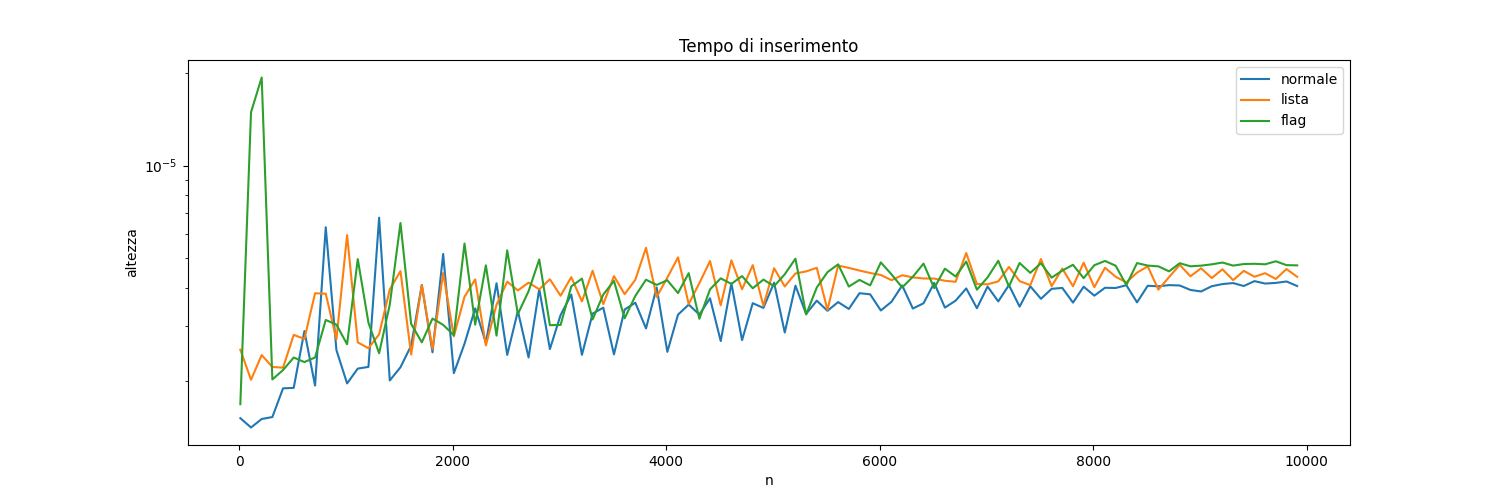 Tempo di inserimento
normale
lista
flag
10⁻⁵
altezza
0 2000 4000 6000 8000 10000
n